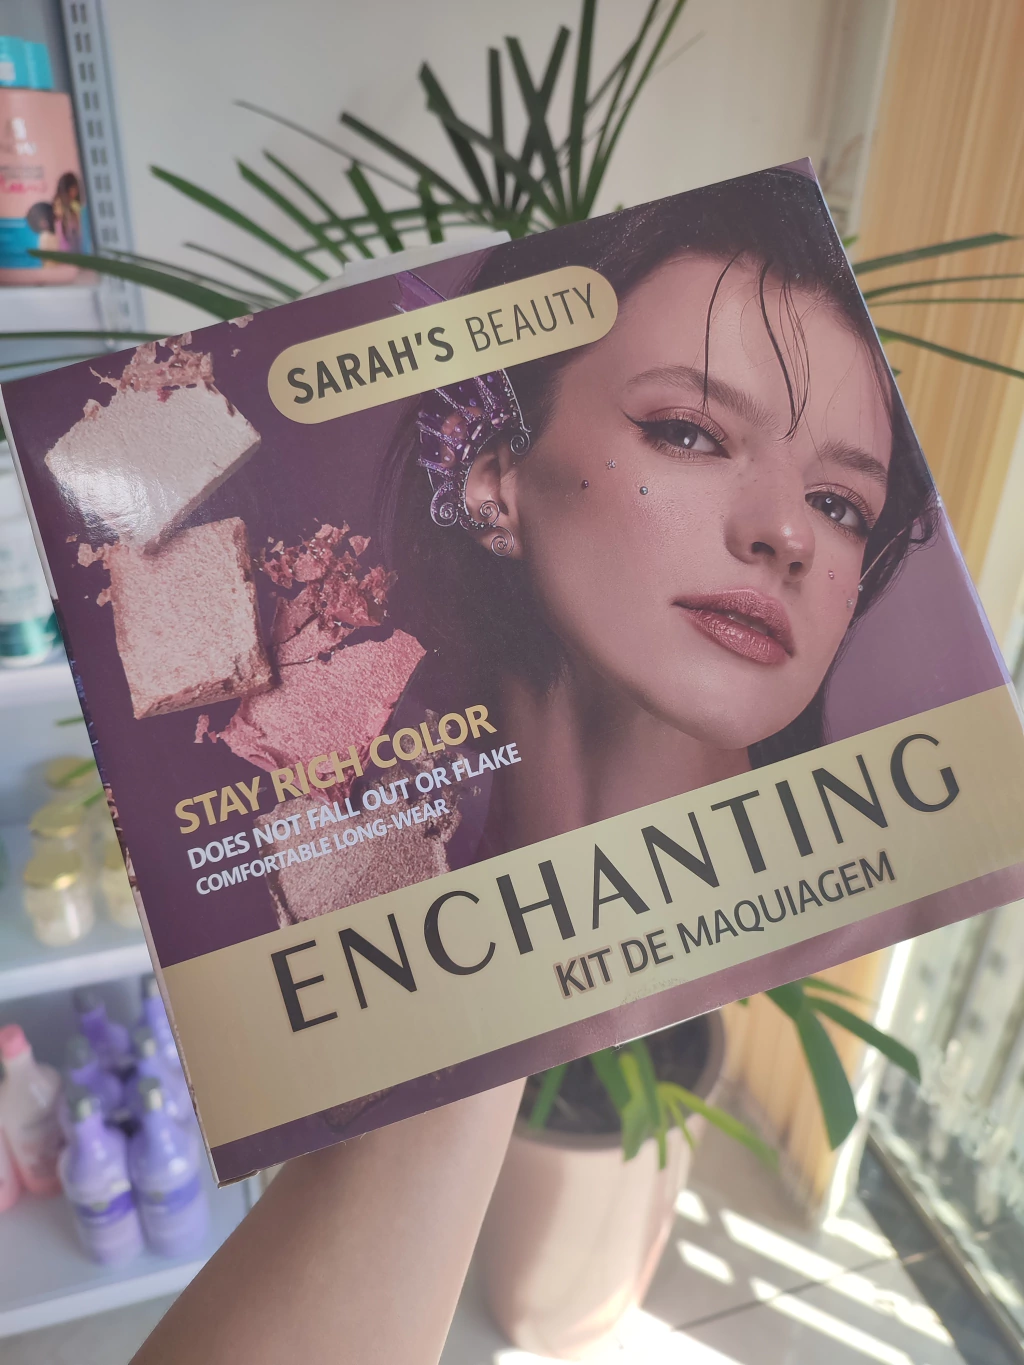 SARAH'S BEAUTY
STAY RICH COLOR
DOES NOT FALL OUT OR FLAKE
COMFORTABLE LONG-WEAR
ENCHANTING
KIT DE MAQUIAGEM